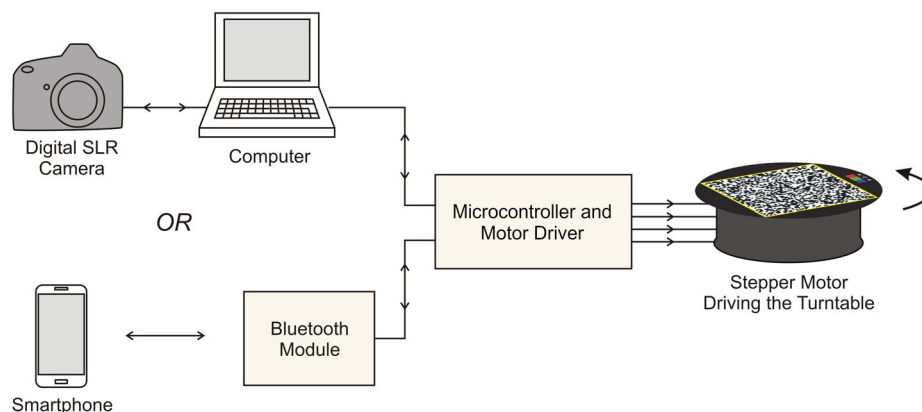 Digital SLR
Camera
Computer
OR
Microcontroller and
Motor Driver
Stepper Motor
Driving the Turntable
Bluetooth
Module
Smartphone